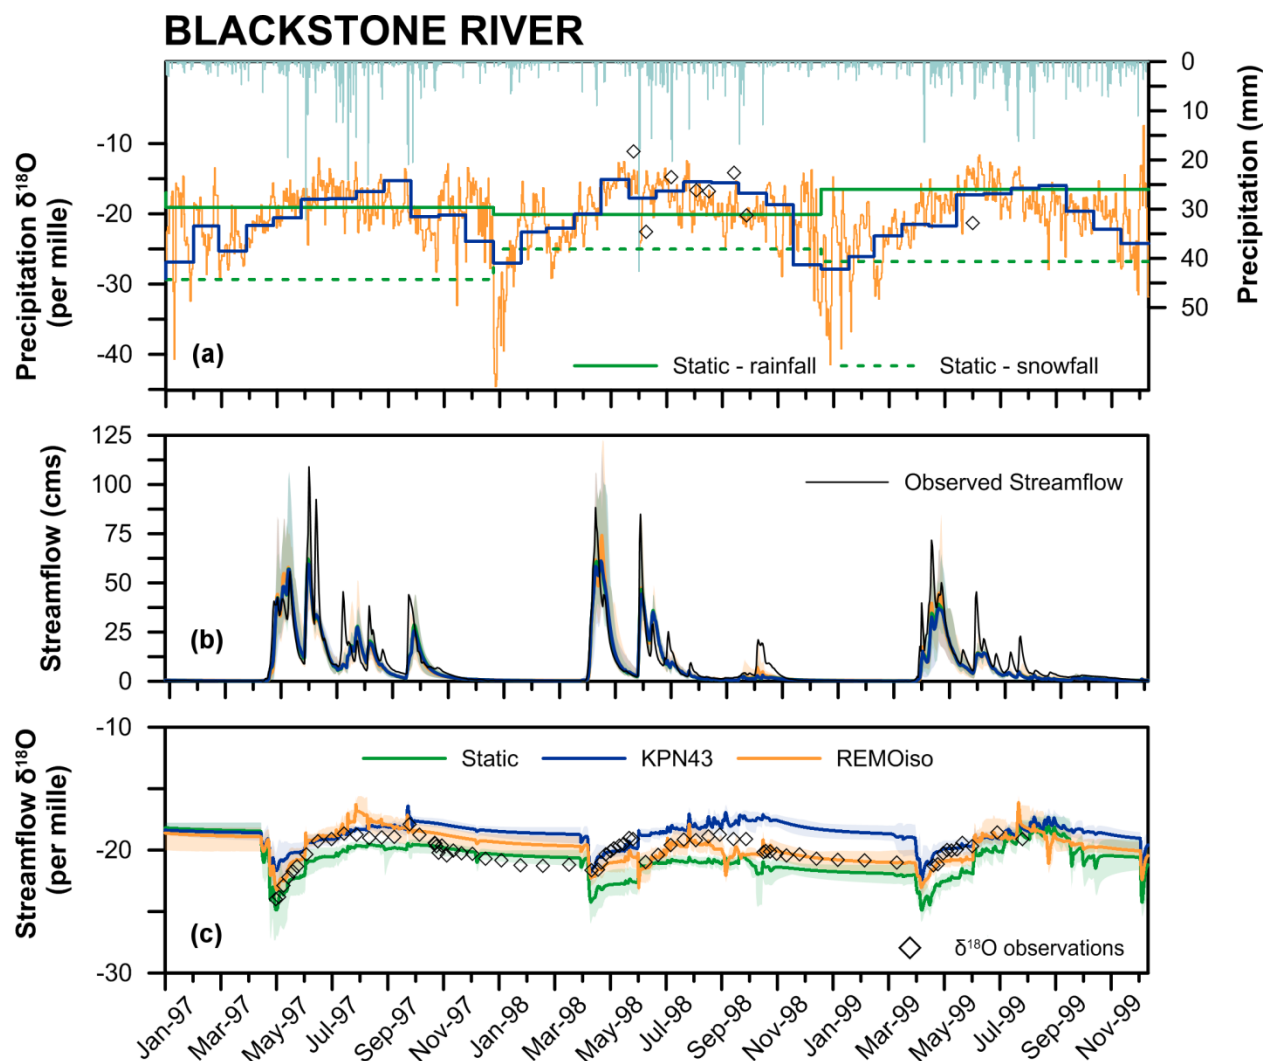 BLACKSTONE RIVER
Precipitation δ¹⁸O
(per mille)
-10
-20
-30
-40
0
10
20
30
40
50
Precipitation (mm)
(a)
Static - rainfall
Static - snowfall
Streamflow (cms)
125
100
75
50
25
0
Observed Streamflow
(b)
Streamflow δ¹⁸O
(per mille)
-10
-20
-30
Static
KPN43
REMOiso
(c)
δ¹⁸O observations
Jan-97
Mar-97
May-97
Jul-97
Sep-97
Nov-97
Jan-98
Mar-98
May-98
Jul-98
Sep-98
Nov-98
Jan-99
Mar-99
May-99
Jul-99
Sep-99
Nov-99